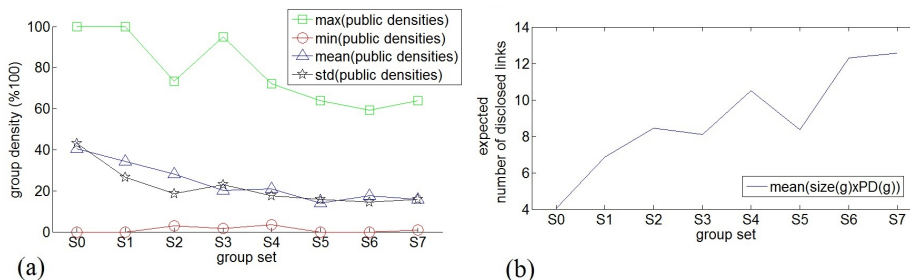 max(public densities)
min(public densities)
mean(public densities)
std(public densities)
group density (%100)
100
80
60
40
20
0
S0 S1 S2 S3 S4 S5 S6 S7
group set
(a)
expected
number of disclosed links
14
12
10
8
6
4
mean(size(g)xPD(g))
S0 S1 S2 S3 S4 S5 S6 S7
group set
(b)